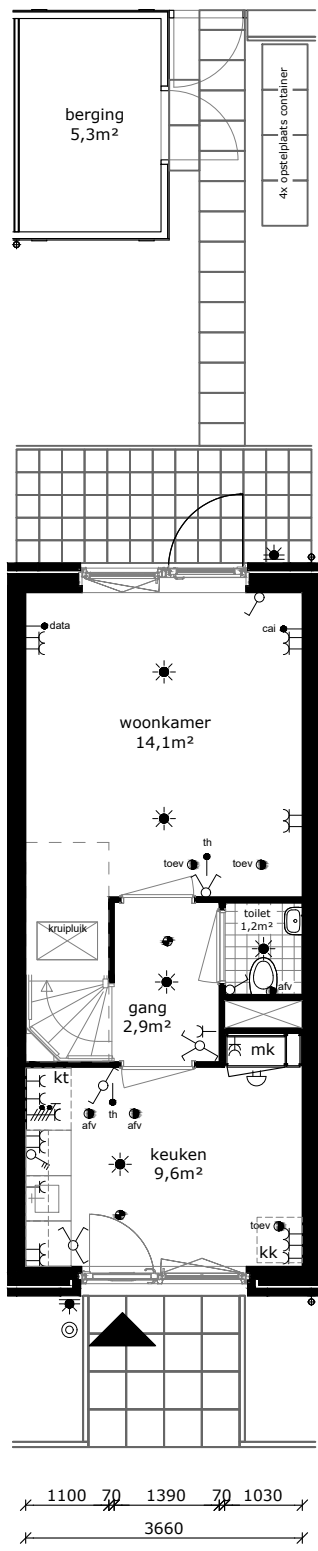 berging
5,3m²
4x opstelplaats container
data
cai
woonkamer
14,1m²
th
toev
toev
kruipluik
toilet
1,2m²
afv
gang
2,9m²
mk
kt
th
afv
afv
keuken
9,6m²
toev
kk
1100 70 1390 70 1030
3660